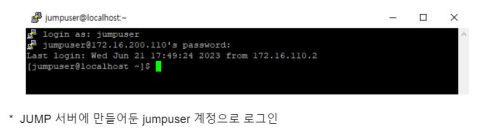 jumpuser@localhost:~
login as: jumpuser
jumpuser@172.16.200.110's password:
Last login: Wed Jun 21 17:49:24 2023 from 172.16.110.2
[jumpuser@localhost ~]$
* JUMP 서버에 만들어둔 jumpuser 계정으로 로그인